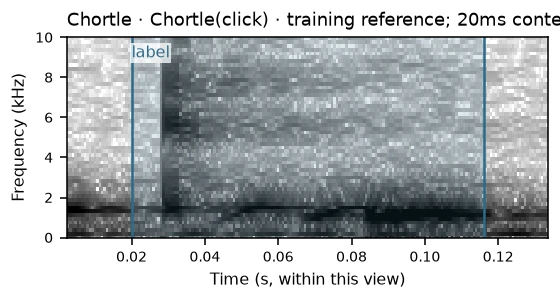 Chortle · Chortle(click) · training reference; 20ms conte
label
Frequency (kHz)
10
8
6
4
2
0
0.02 0.04 0.06 0.08 0.10 0.12
Time (s, within this view)